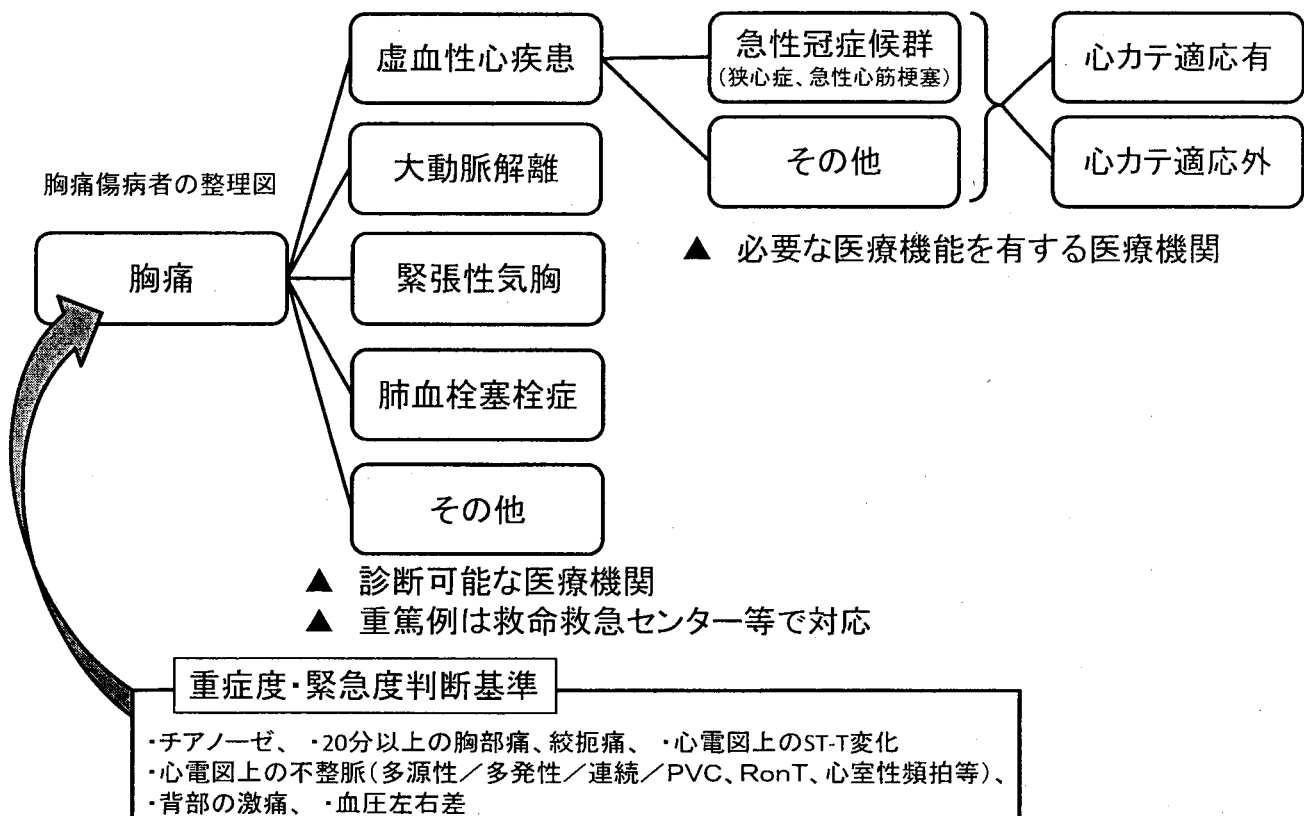 胸痛傷病者の整理図
胸痛
虚血性心疾患
大動脈解離
緊張性気胸
肺血栓塞栓症
その他
急性冠症候群
(狭心症、急性心筋梗塞)
その他
心カテ適応有
心カテ適応外
▲ 必要な医療機能を有する医療機関
▲ 診断可能な医療機関
▲ 重篤例は救命救急センター等で対応
重症度・緊急度判断基準
・チアノーゼ、 ・20分以上の胸部痛、絞扼痛、 ・心電図上のST-T変化
・心電図上の不整脈(多源性/多発性/連続/PVC、RonT、心室性頻拍等)、
・背部の激痛、 ・血圧左右差